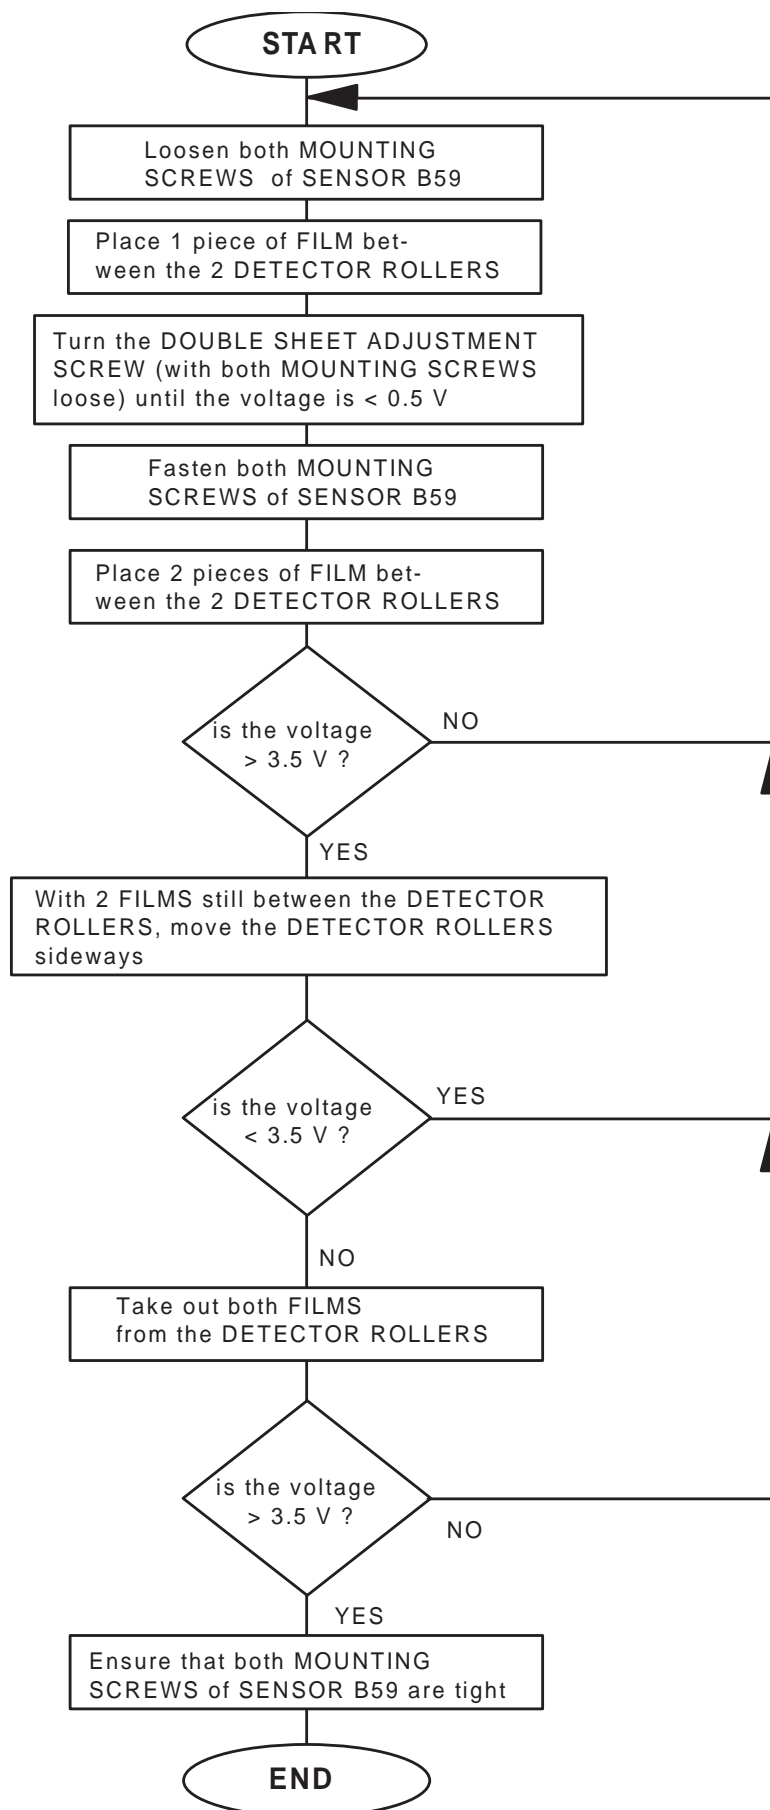 START
Loosen both MOUNTING
SCREWS of SENSOR B59
Place 1 piece of FILM bet-
ween the 2 DETECTOR ROLLERS
Turn the DOUBLE SHEET ADJUSTMENT
SCREW (with both MOUNTING SCREWS
loose) until the voltage is < 0.5 V
Fasten both MOUNTING
SCREWS of SENSOR B59
Place 2 pieces of FILM bet-
ween the 2 DETECTOR ROLLERS
is the voltage
> 3.5 V ?
NO
YES
With 2 FILMS still between the DETECTOR
ROLLERS, move the DETECTOR ROLLERS
sideways
is the voltage
< 3.5 V ?
YES
NO
Take out both FILMS
from the DETECTOR ROLLERS
is the voltage
> 3.5 V ?
NO
YES
Ensure that both MOUNTING
SCREWS of SENSOR B59 are tight
END